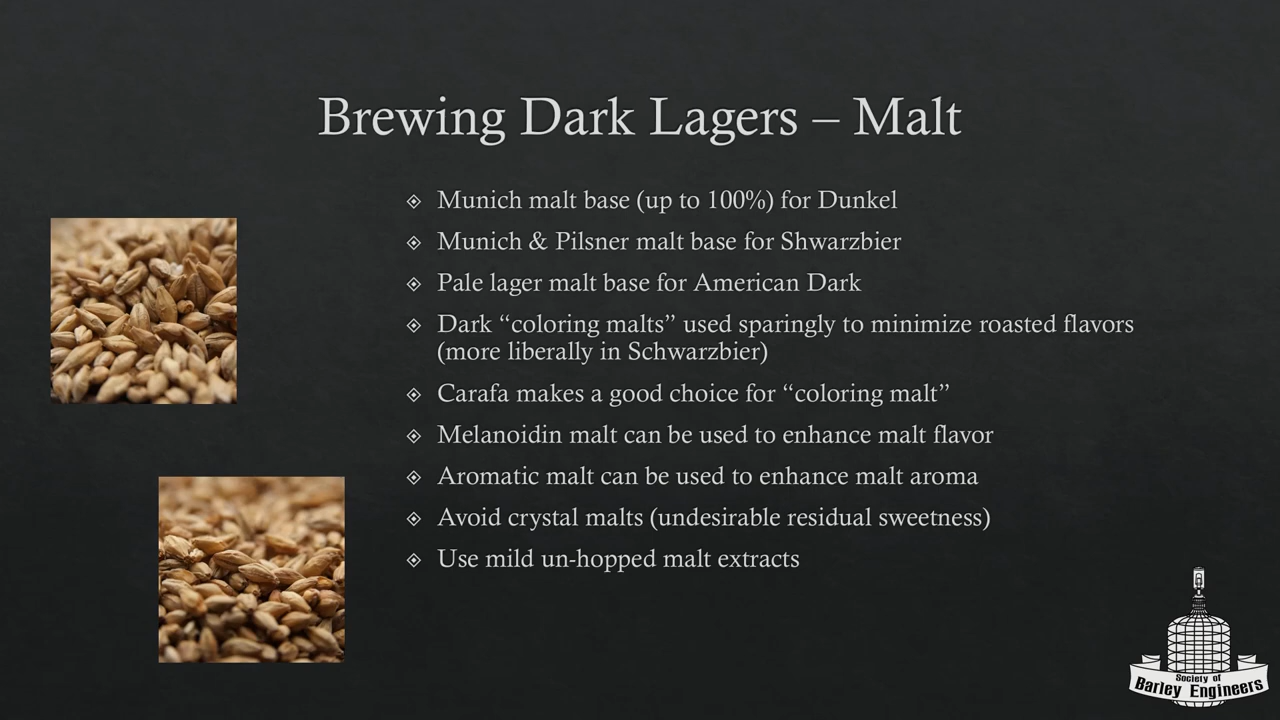 Brewing Dark Lagers – Malt
Munich malt base (up to 100%) for Dunkel
Munich & Pilsner malt base for Shwarzbier
Pale lager malt base for American Dark
Dark “coloring malts” used sparingly to minimize roasted flavors
(more liberally in Schwarzbier)
Carafa makes a good choice for “coloring malt”
Melanoidin malt can be used to enhance malt flavor
Aromatic malt can be used to enhance malt aroma
Avoid crystal malts (undesirable residual sweetness)
Use mild un-hopped malt extracts
Society of
Barley Engineers